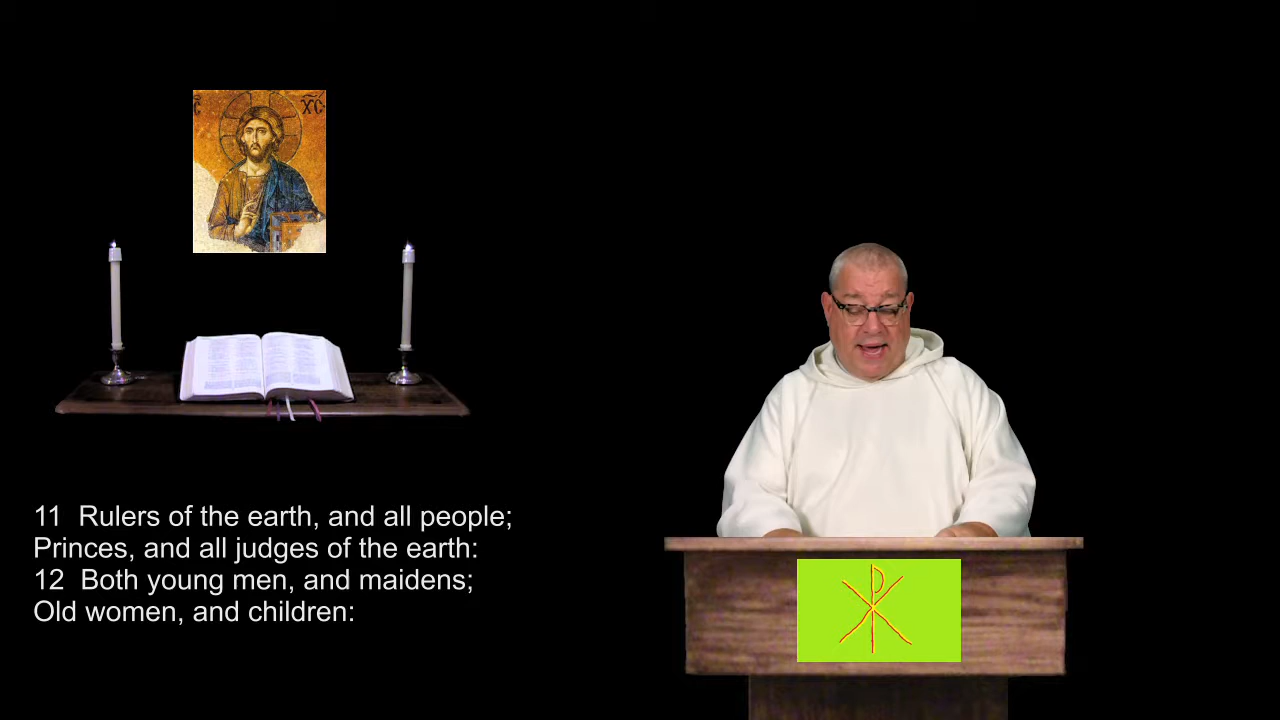 C
XC
11  Rulers of the earth, and all people;
Princes, and all judges of the earth:
12  Both young men, and maidens;
Old women, and children: